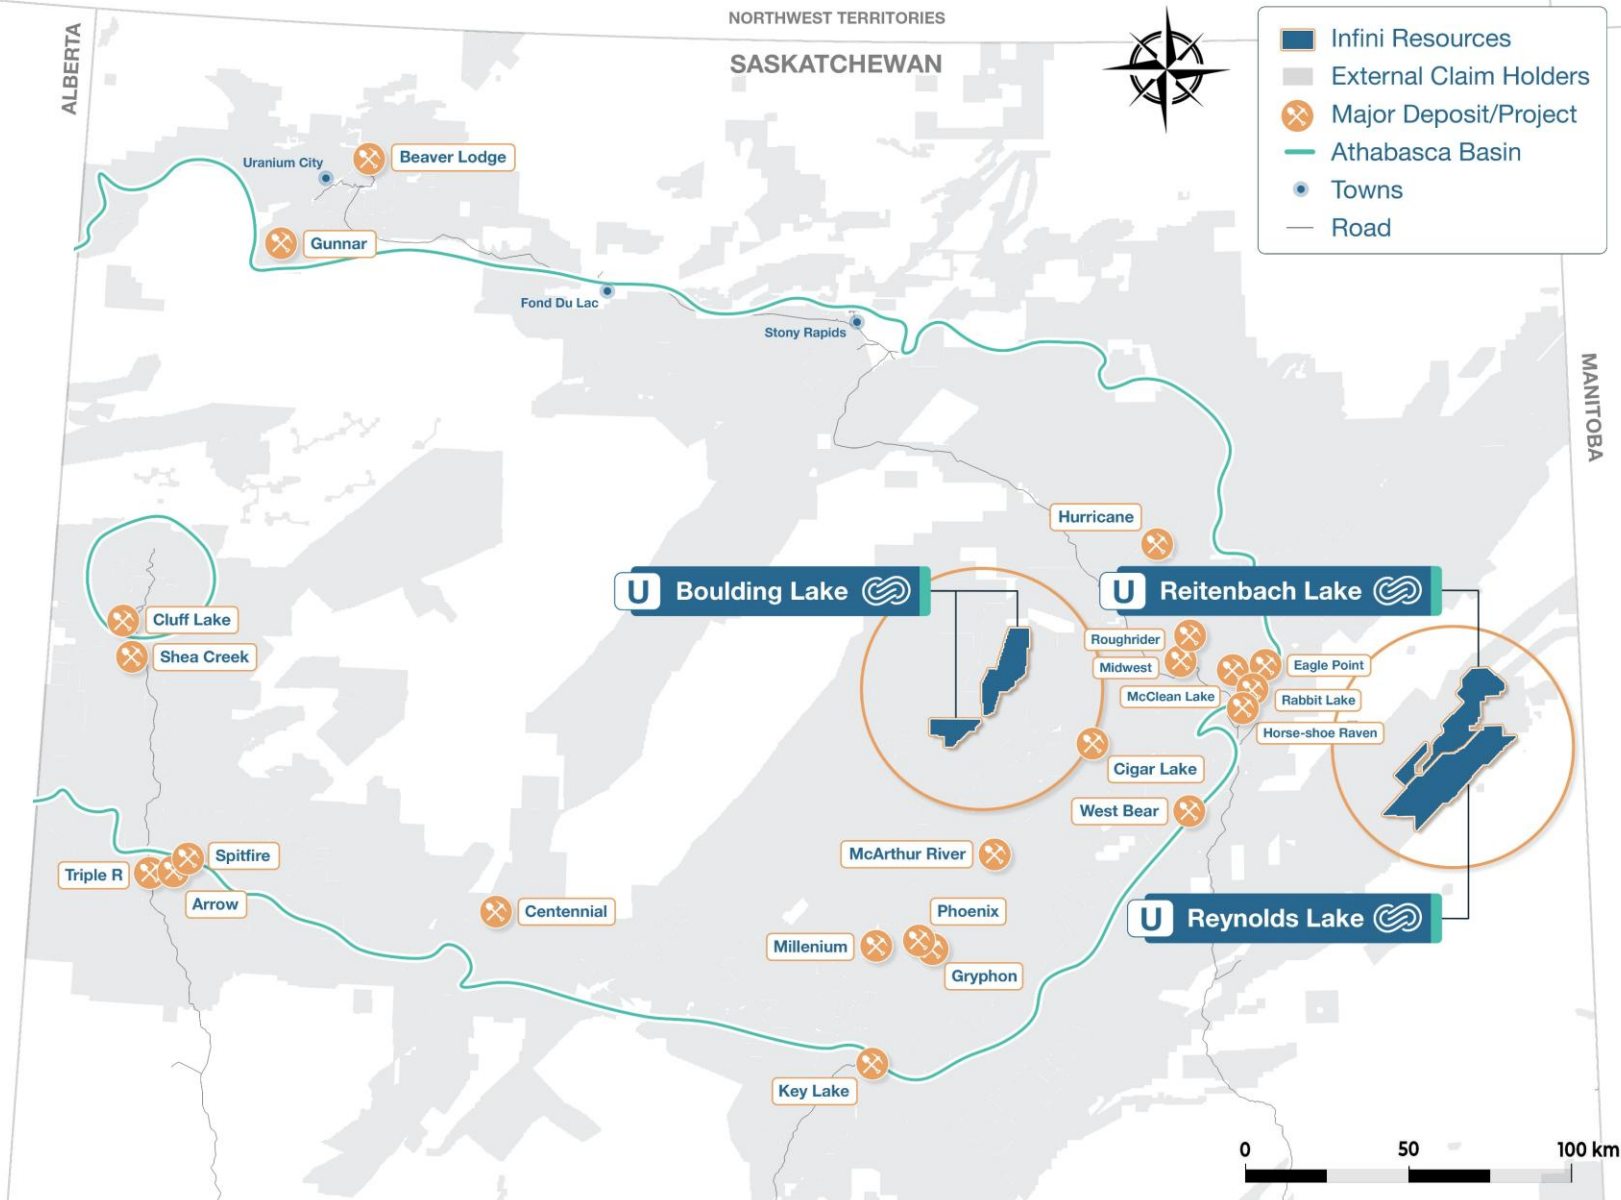 NORTHWEST TERRITORIES
SASKATCHEWAN
ALBERTA
MANITOBA
Infini Resources
External Claim Holders
Major Deposit/Project
Athabasca Basin
Towns
Road
Uranium City
Beaver Lodge
Gunnar
Fond Du Lac
Stony Rapids
Hurricane
U Boulding Lake
U Reitenbach Lake
Cluff Lake
Shea Creek
Roughrider
Midwest
Eagle Point
McClean Lake
Rabbit Lake
Horse-shoe Raven
Cigar Lake
West Bear
McArthur River
Spitfire
Triple R
Arrow
Centennial
Phoenix
Millenium
Gryphon
U Reynolds Lake
Key Lake
0 50 100 km